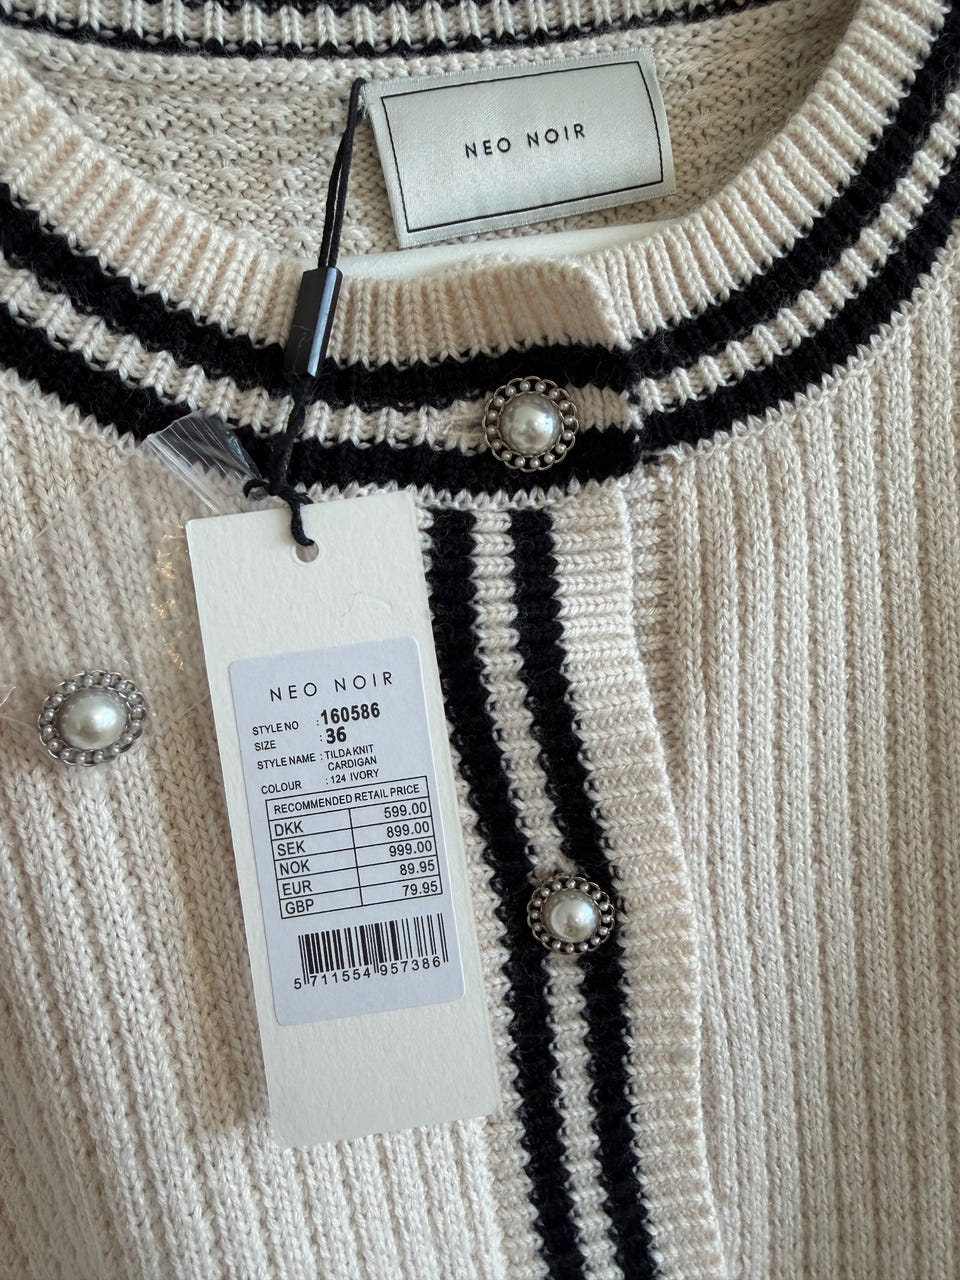 NEO NOIR
NEO NOIR
STYLE NO : 160586
SIZE : 36
STYLE NAME : TILDA KNIT
CARDIGAN
COLOUR : 124 IVORY
RECOMMENDED RETAIL PRICE
DKK 599.00
SEK 899.00
NOK 999.00
EUR 89.95
GBP 79.95
5 711554 957386